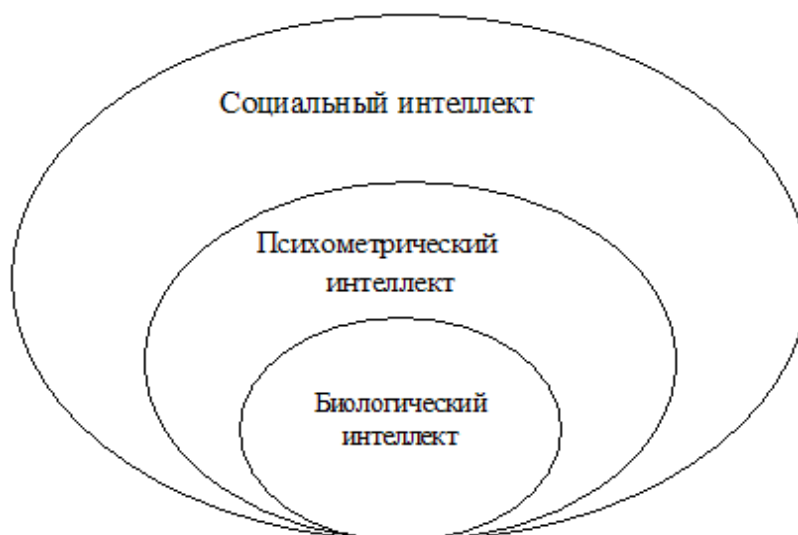 Социальный интеллект
Психометрический
интеллект
Биологический
интеллект